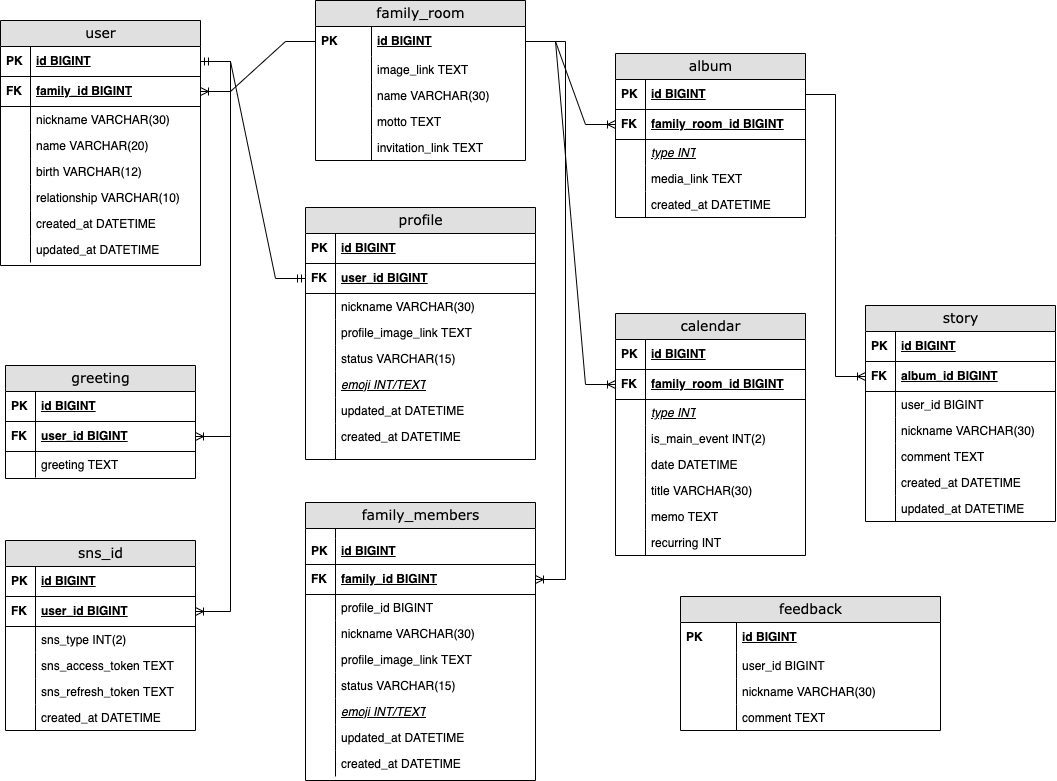 user
PK id BIGINT
FK family_id BIGINT
nickname VARCHAR(30)
name VARCHAR(20)
birth VARCHAR(12)
relationship VARCHAR(10)
created_at DATETIME
updated_at DATETIME
family_room
PK id BIGINT
image_link TEXT
name VARCHAR(30)
motto TEXT
invitation_link TEXT
album
PK id BIGINT
FK family_room_id BIGINT
type INT
media_link TEXT
created_at DATETIME
profile
PK id BIGINT
FK user_id BIGINT
nickname VARCHAR(30)
profile_image_link TEXT
status VARCHAR(15)
emoji INT/TEXT
updated_at DATETIME
created_at DATETIME
calendar
PK id BIGINT
FK family_room_id BIGINT
type INT
is_main_event INT(2)
date DATETIME
title VARCHAR(30)
memo TEXT
recurring INT
story
PK id BIGINT
FK album_id BIGINT
user_id BIGINT
nickname VARCHAR(30)
comment TEXT
created_at DATETIME
updated_at DATETIME
greeting
PK id BIGINT
FK user_id BIGINT
greeting TEXT
sns_id
PK id BIGINT
FK user_id BIGINT
sns_type INT(2)
sns_access_token TEXT
sns_refresh_token TEXT
created_at DATETIME
family_members
PK id BIGINT
FK family_id BIGINT
profile_id BIGINT
nickname VARCHAR(30)
profile_image_link TEXT
status VARCHAR(15)
emoji INT/TEXT
updated_at DATETIME
created_at DATETIME
feedback
PK id BIGINT
user_id BIGINT
nickname VARCHAR(30)
comment TEXT